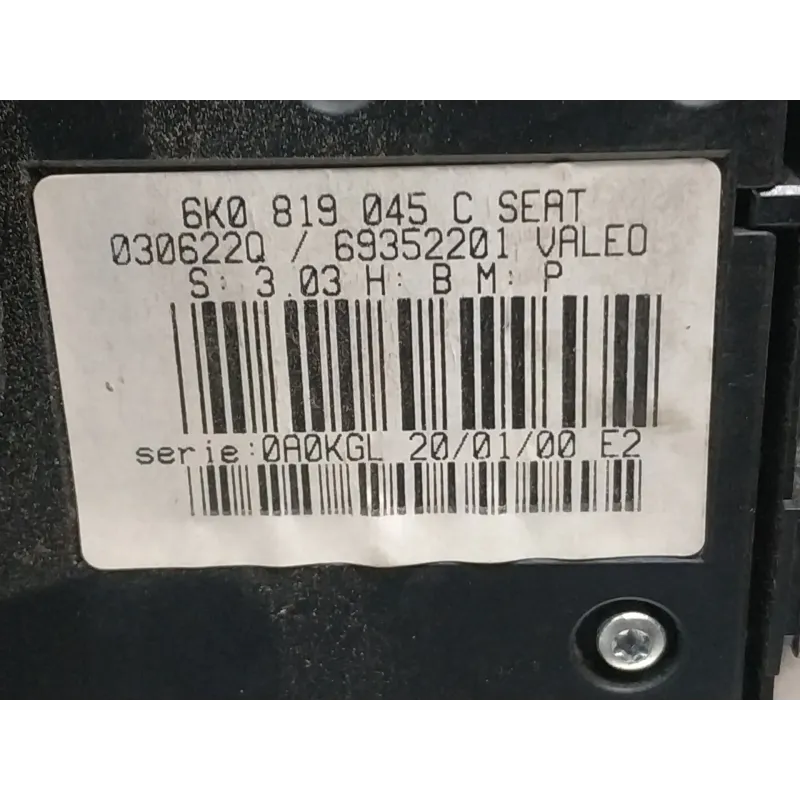 6K0 819 045 C SEAT
030622Q / 69352201 VALEO
S: 3.03 H: B M: P
serie:0A0KGL 20/01/00 E2